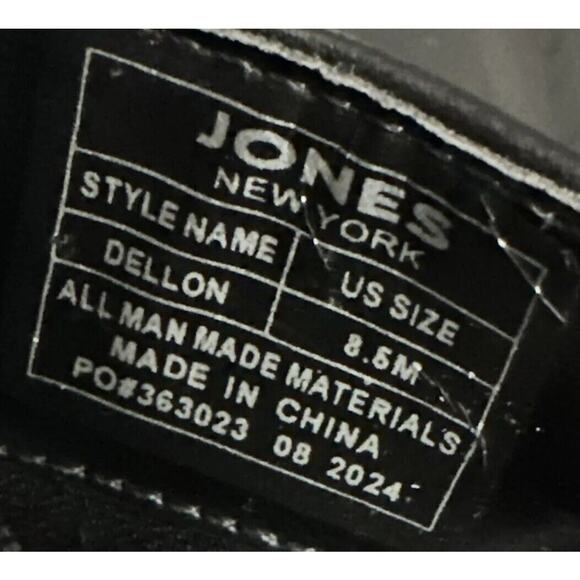 JONES
NEW YORK
STYLE NAME US SIZE
DELLON 8.5M
ALL MAN MADE MATERIALS
MADE IN CHINA
PO#363023 08 2024